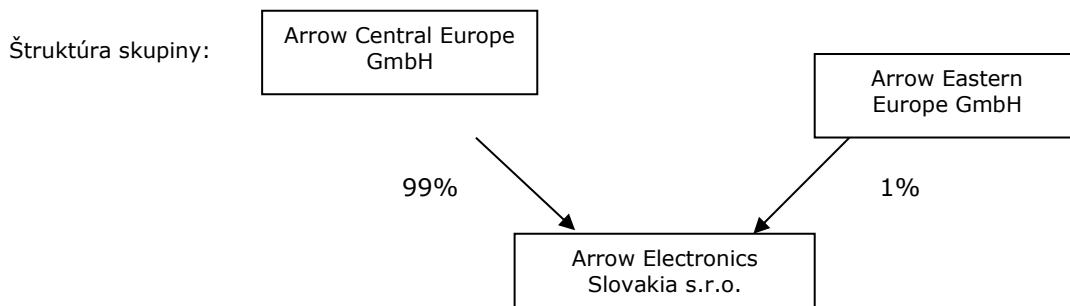 Štruktúra skupiny:
Arrow Central Europe
GmbH
Arrow Eastern
Europe GmbH
99%
1%
Arrow Electronics
Slovakia s.r.o.